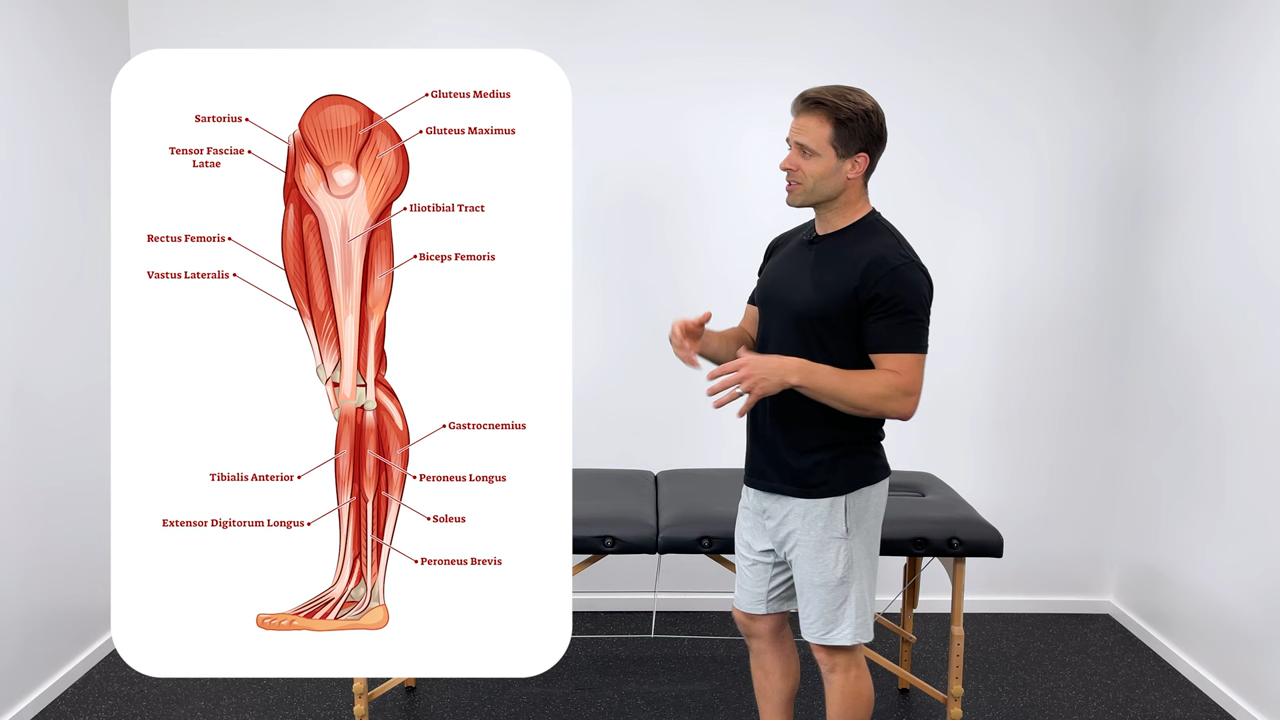 Gluteus Medius
Sartorius
Gluteus Maximus
Tensor Fasciae
Latae
Iliotibial Tract
Rectus Femoris
Biceps Femoris
Vastus Lateralis
Gastrocnemius
Tibialis Anterior
Peroneus Longus
Soleus
Extensor Digitorum Longus
Peroneus Brevis